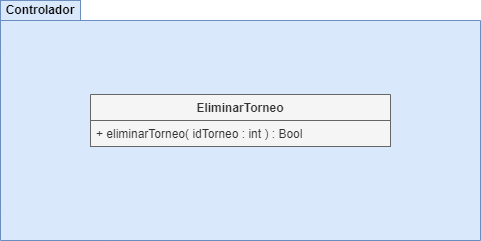 Controlador
EliminarTorneo
+ eliminarTorneo( idTorneo : int ) : Bool